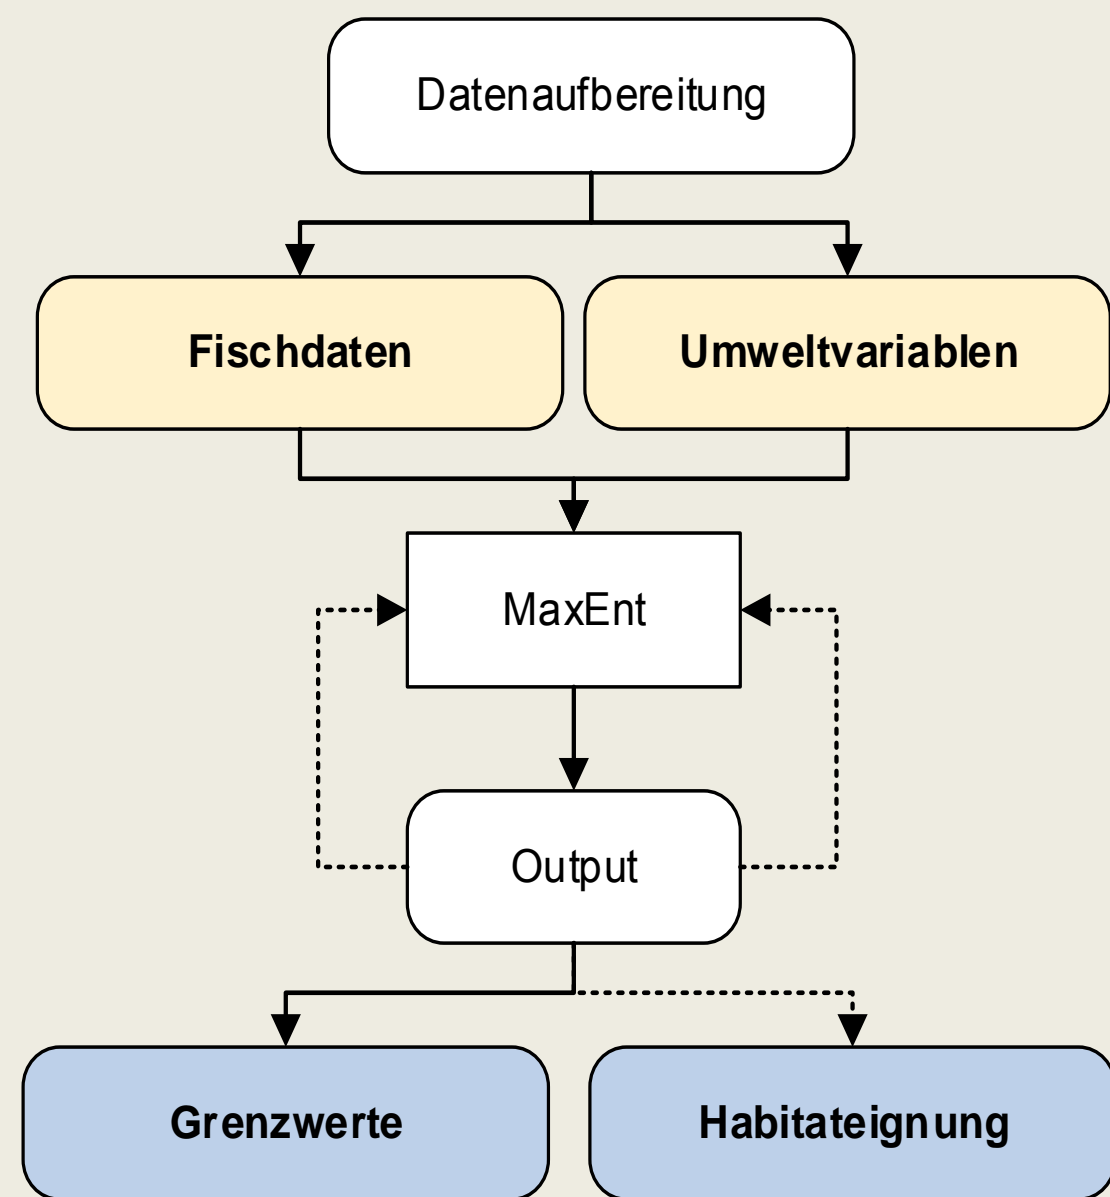 Datenaufbereitung
Fischdaten
Umweltvariablen
MaxEnt
Output
Grenzwerte
Habitateignung